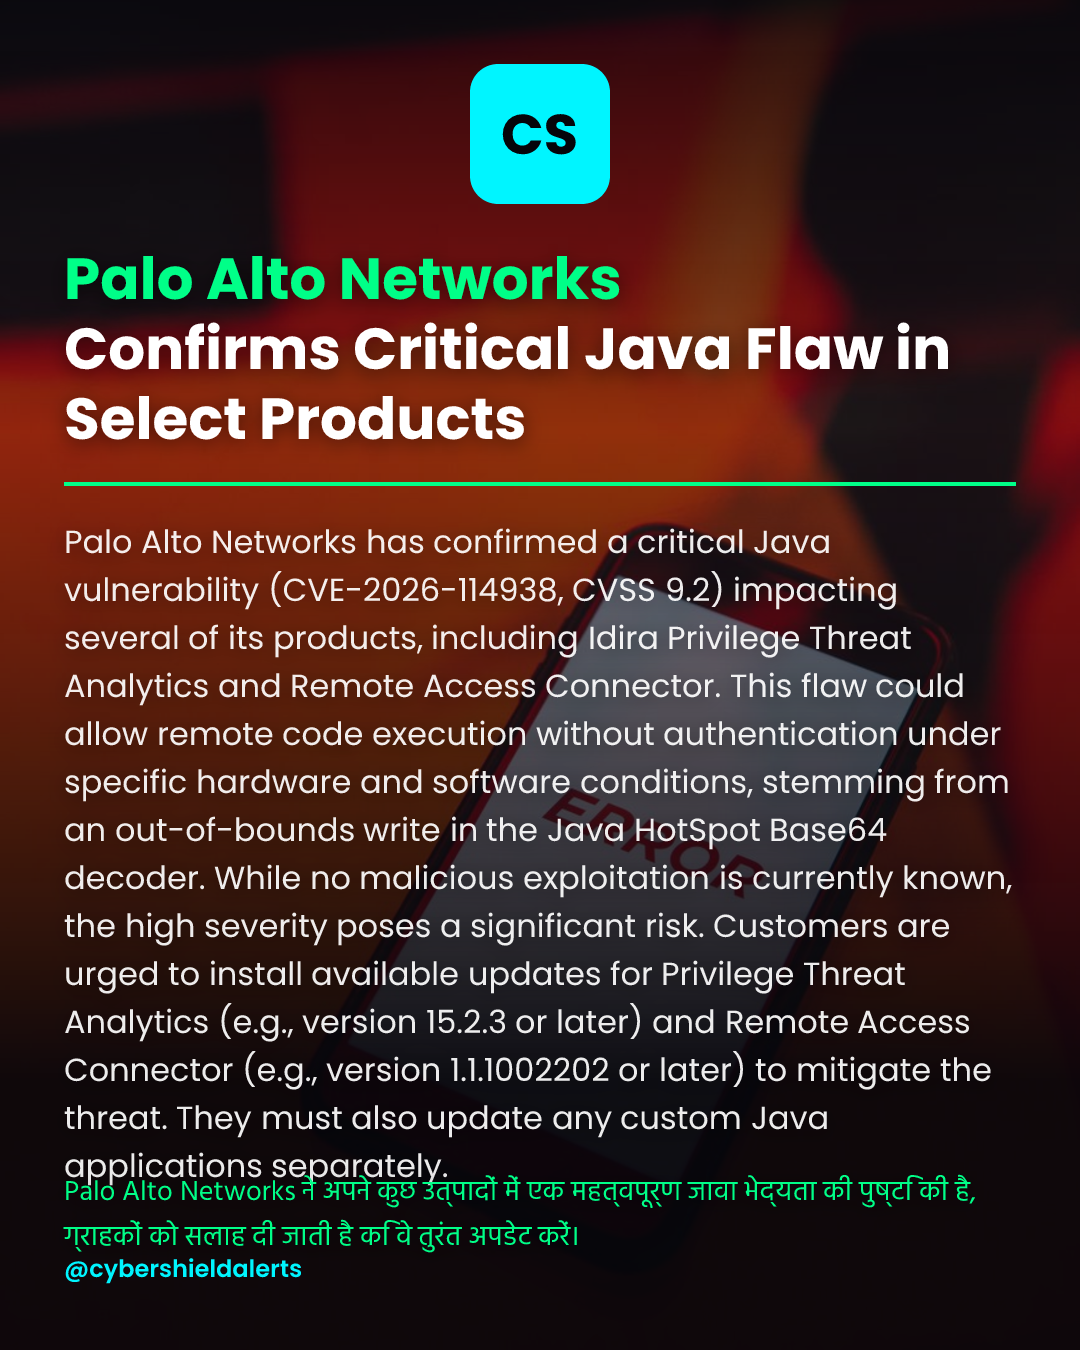 CS
Palo Alto Networks
Confirms Critical Java Flaw in
Select Products
Palo Alto Networks has confirmed a critical Java
vulnerability (CVE-2026-114938, CVSS 9.2) impacting
several of its products, including Idira Privilege Threat
Analytics and Remote Access Connector. This flaw could
allow remote code execution without authentication under
specific hardware and software conditions, stemming from
an out-of-bounds write in the Java HotSpot Base64
decoder. While no malicious exploitation is currently known,
the high severity poses a significant risk. Customers are
urged to install available updates for Privilege Threat
Analytics (e.g., version 15.2.3 or later) and Remote Access
Connector (e.g., version 1.1.1002202 or later) to mitigate the
threat. They must also update any custom Java
applications separately.
Palo Alto Networks ने अपने कुछ उत्पादों में एक महत्वपूर्ण जावा भेद्यता की पुष्टि की है,
ग्राहकों को सलाह दी जाती है कि वे तुरंत अपडेट करें।
@cybershieldalerts
ERROR